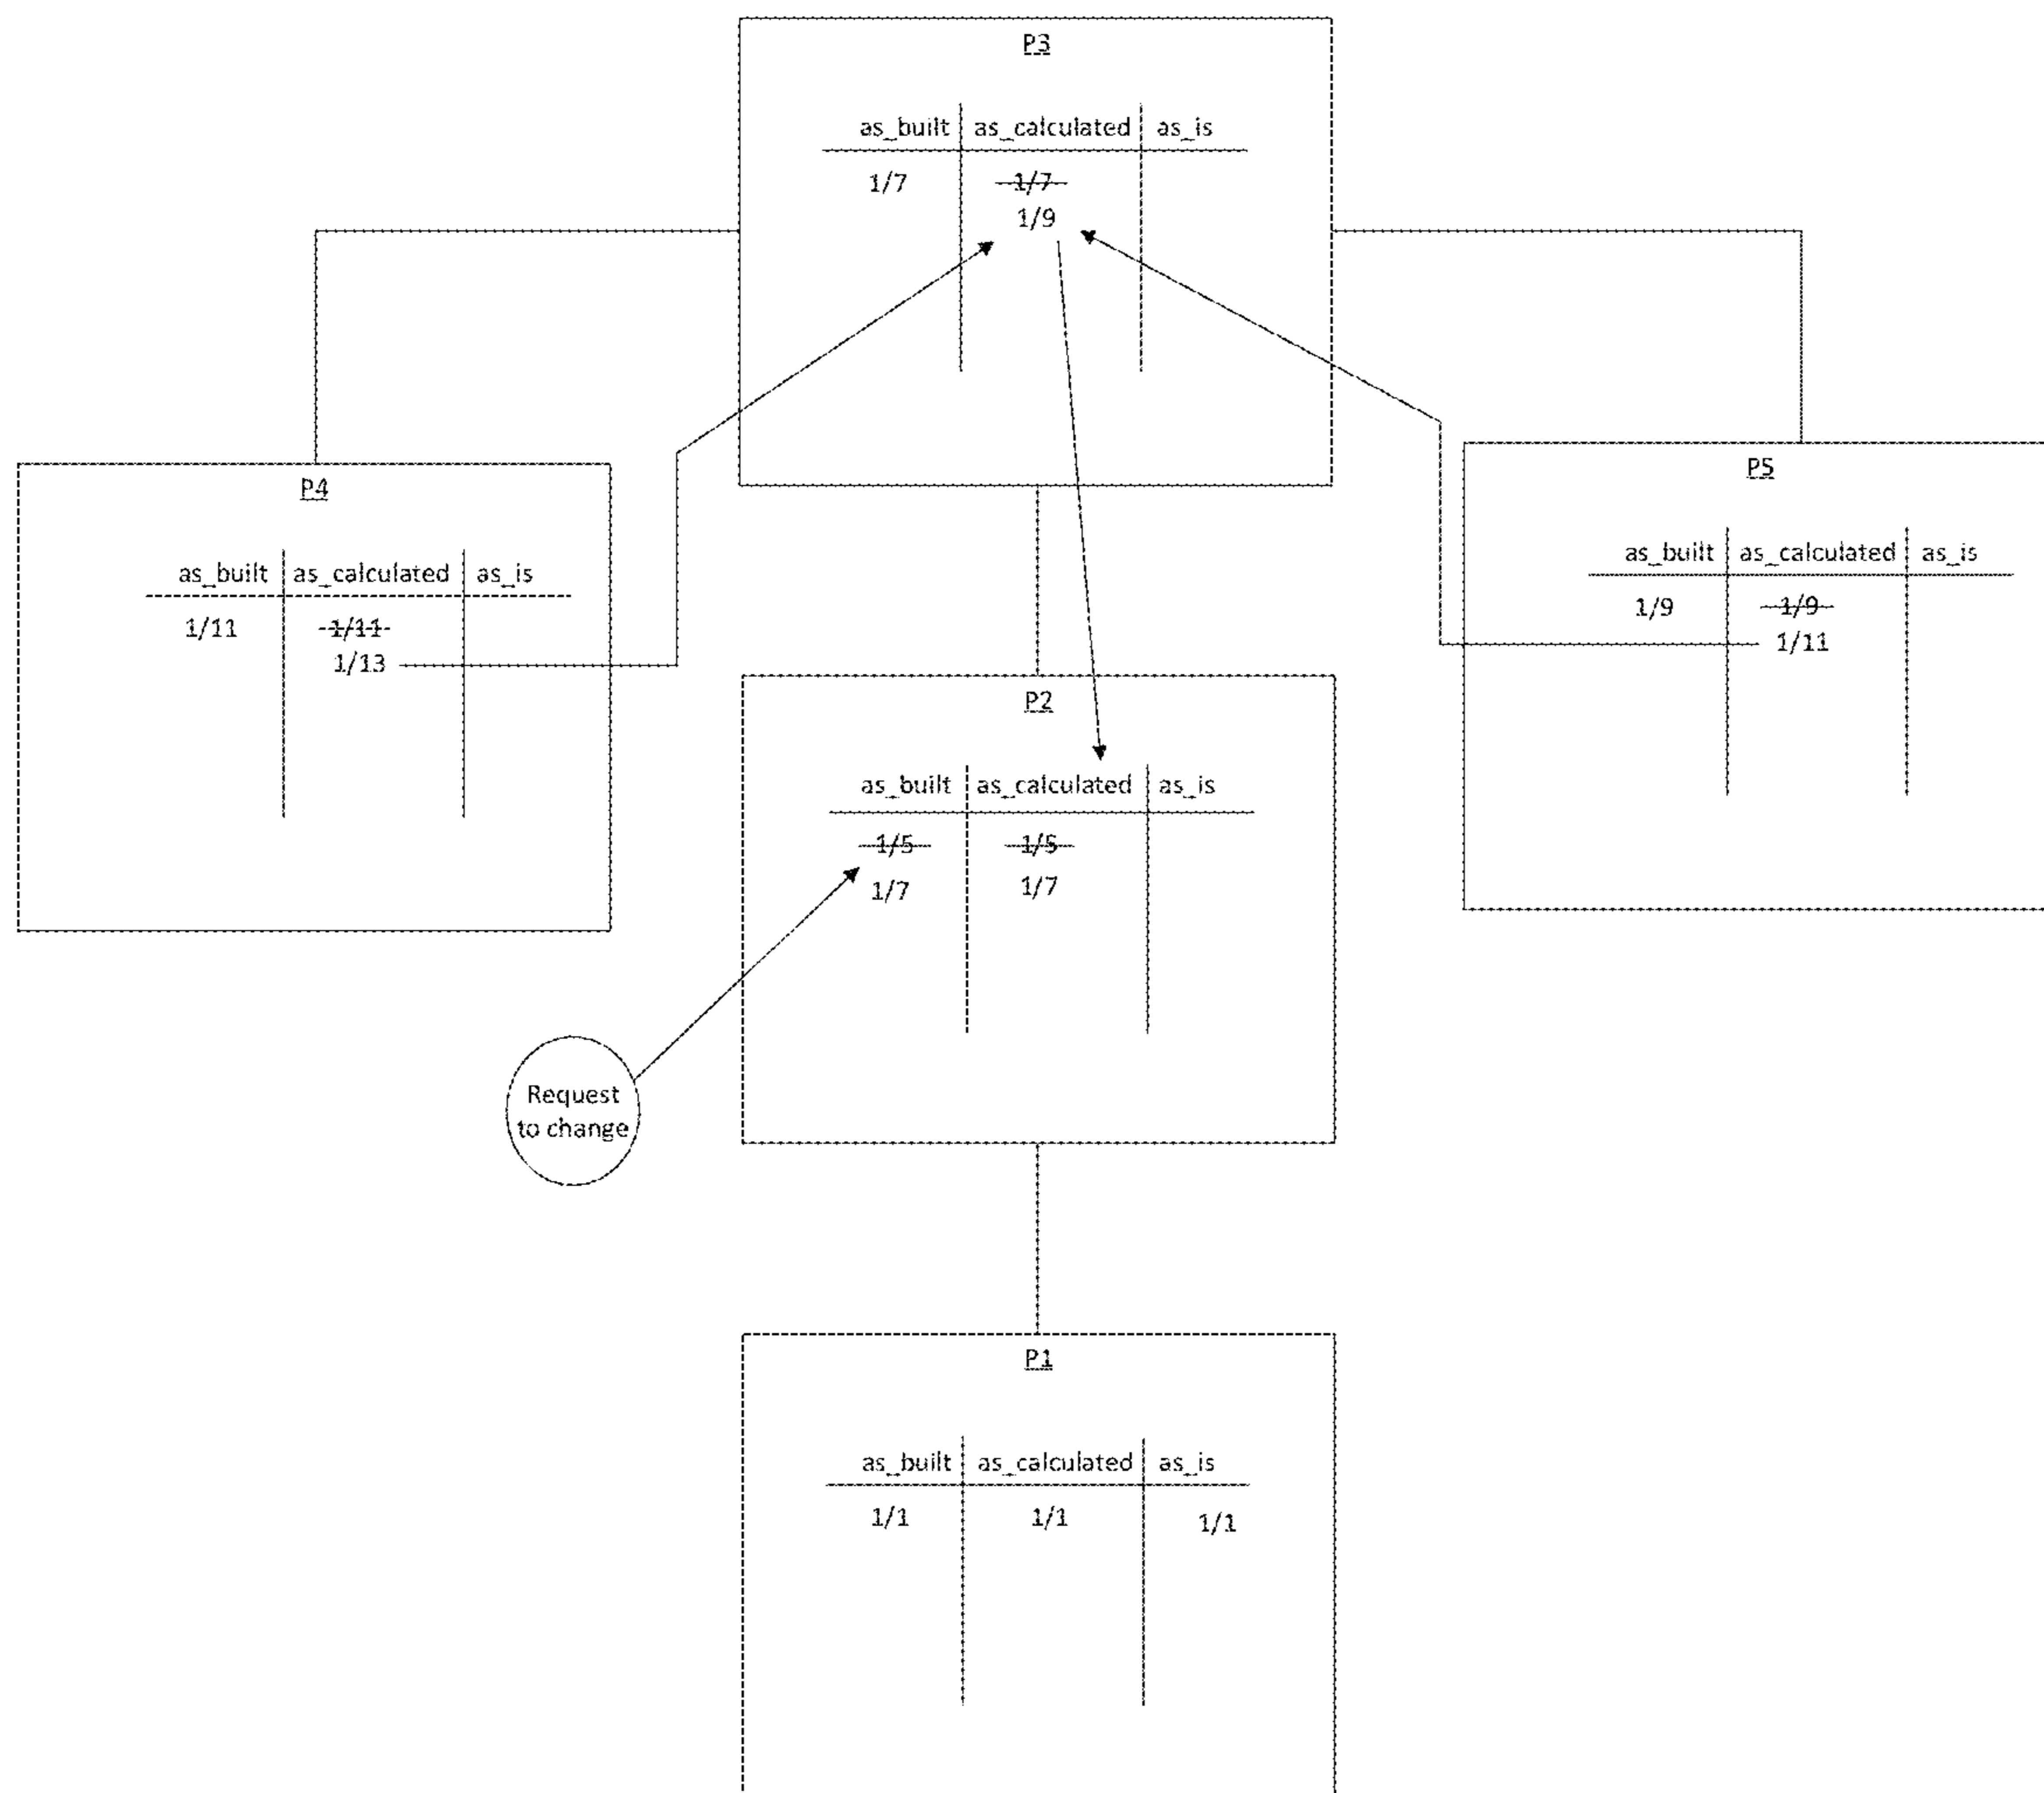 P3
as_built as_calculated as_is
1/7 1/7
1/9
P4
as_built as_calculated as_is
1/11 1/11
1/13
P5
as_built as_calculated as_is
1/9 1/9
1/11
P2
as_built as_calculated as_is
1/5 1/5
1/7 1/7
Request
to change
P1
as_built as_calculated as_is
1/1 1/1 1/1